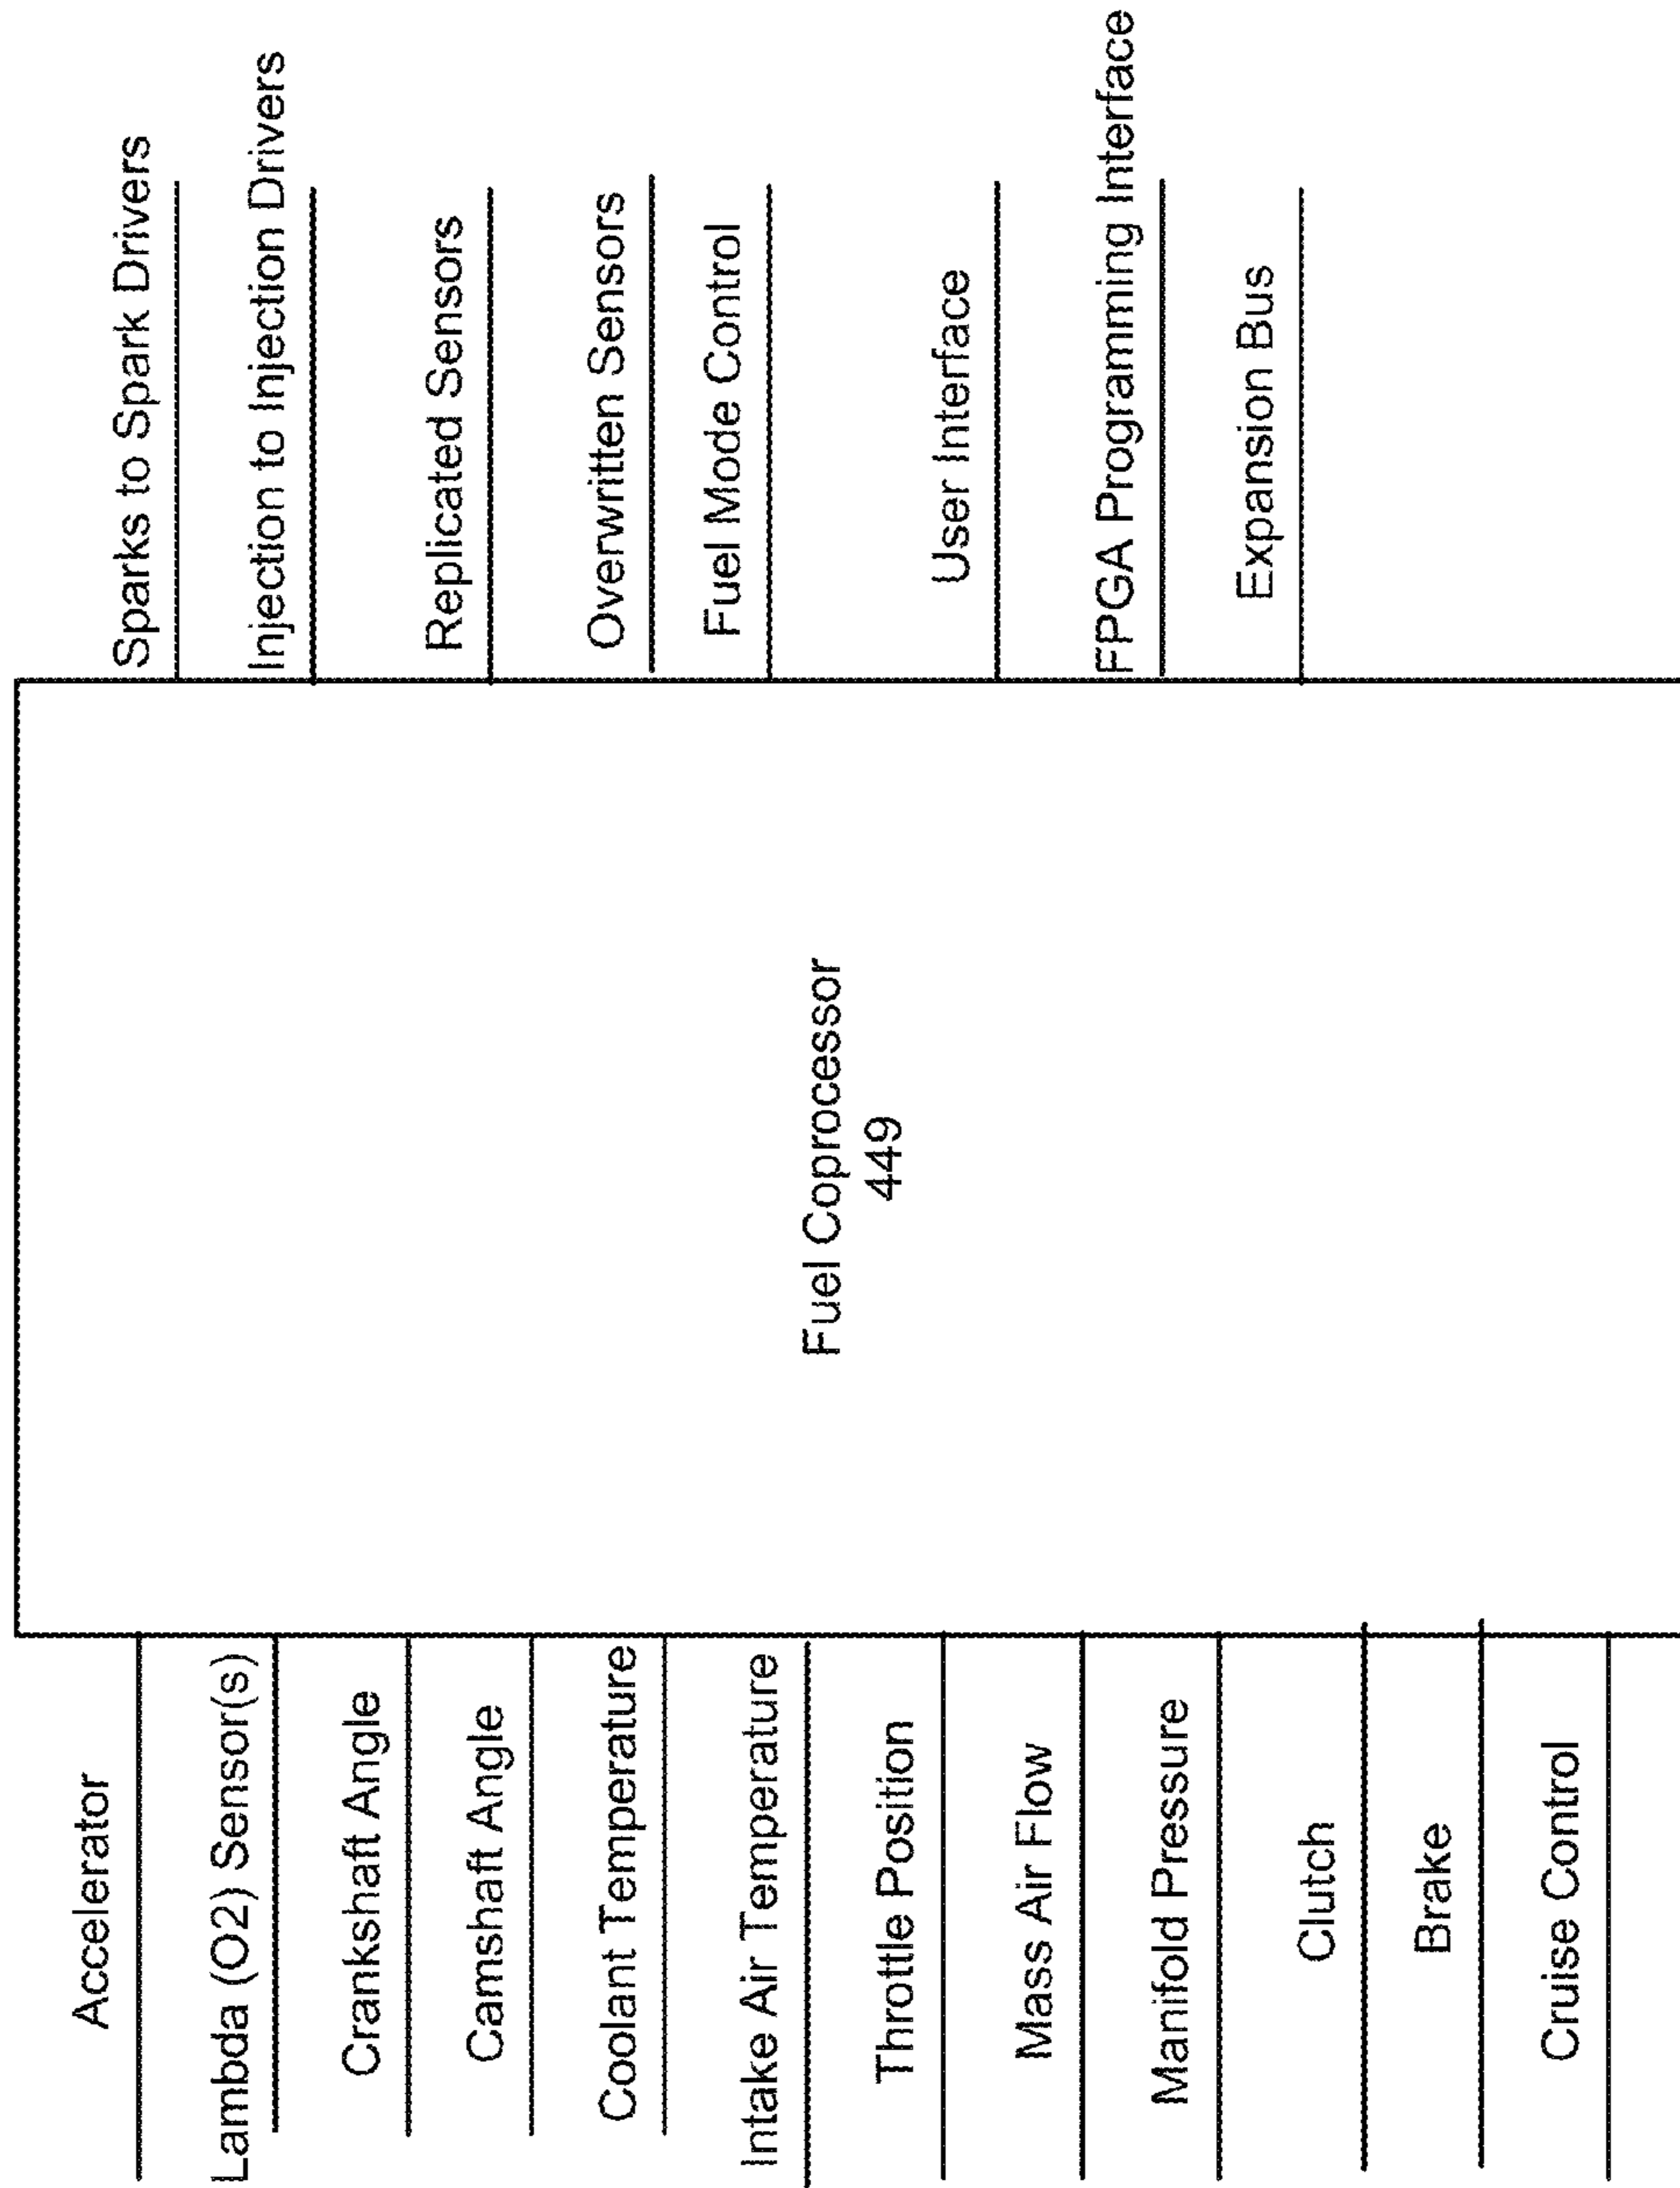 Accelerator
Lambda (O2) Sensor(s)
Crankshaft Angle
Camshaft Angle
Coolant Temperature
Intake Air Temperature
Throttle Position
Mass Air Flow
Manifold Pressure
Clutch
Brake
Cruise Control
Fuel Coprocessor
449
Sparks to Spark Drivers
Injection to Injection Drivers
Replicated Sensors
Overwritten Sensors
Fuel Mode Control
User Interface
FPGA Programming Interface
Expansion Bus